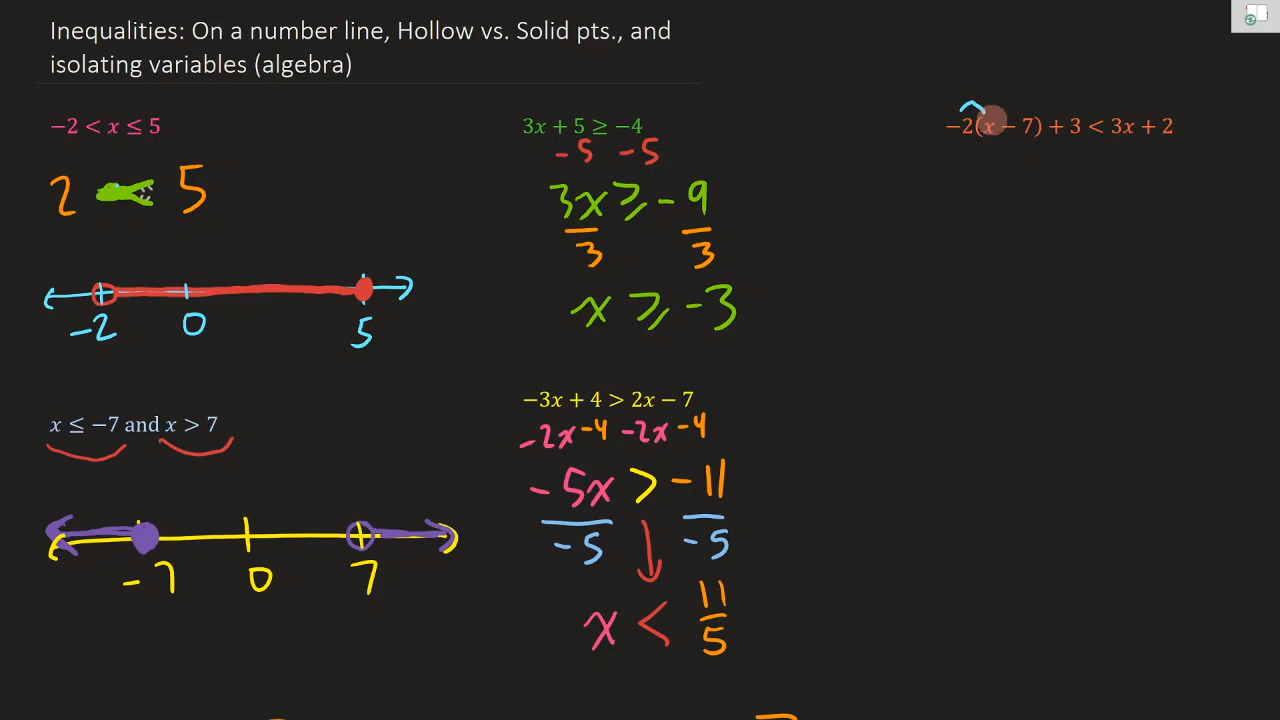 Inequalities: On a number line, Hollow vs. Solid pts., and
isolating variables (algebra)
−2 < x ≤ 5
2 5
−2 0 5
x ≤ −7 and x > 7
−7 0 7
3x + 5 ≥ −4
−5 −5
3x ≥ −9
3 3
x ≥ −3
−3x + 4 > 2x − 7
−2x −4 −2x −4
−5x > −11
−5 −5
x < 11
5
−2(x − 7) + 3 < 3x + 2